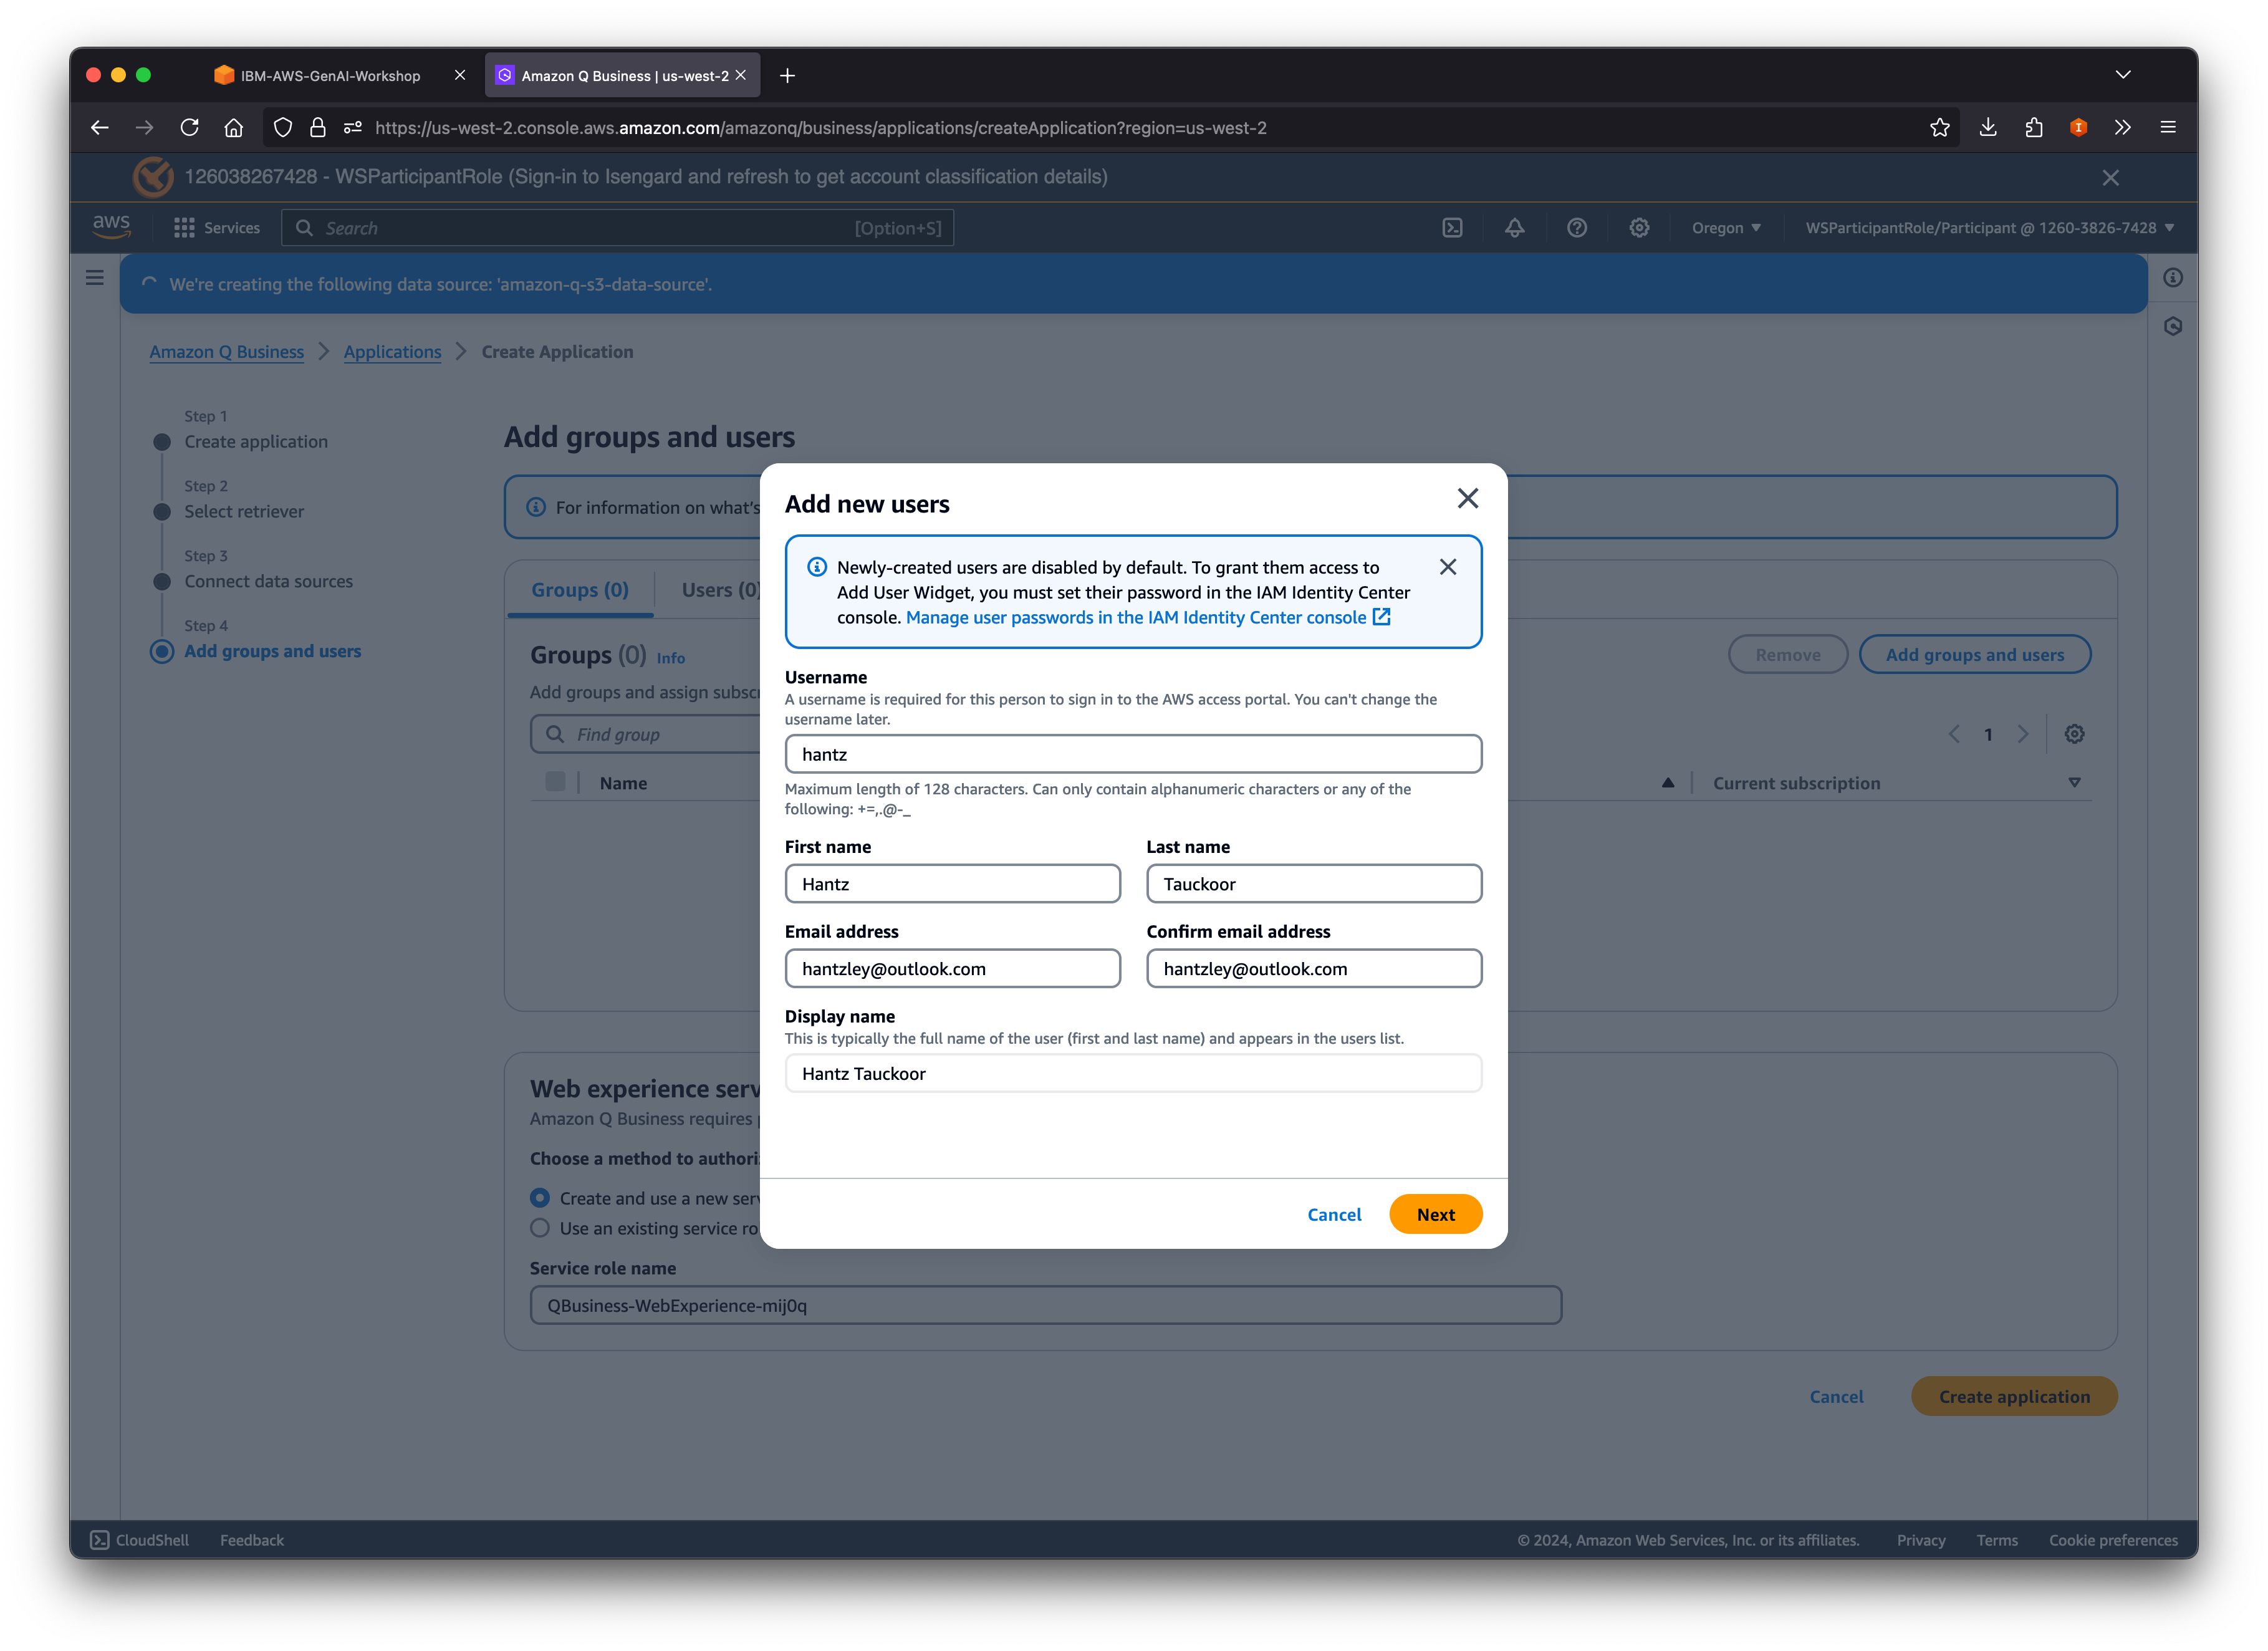 IBM-AWS-GenAI-Workshop
Amazon Q Business | us-west-2
https://us-west-2.console.aws.amazon.com/amazonq/business/applications/createApplication?region=us-west-2
126038267428 - WSParticipantRole (Sign-in to Isengard and refresh to get account classification details)
aws
Services
Search
[Option+S]
Oregon
WSParticipantRole/Participant @ 1260-3826-7428
We're creating the following data source: 'amazon-q-s3-data-source'.
Amazon Q Business
Applications
Create Application
Step 1
Create application
Step 2
Select retriever
Step 3
Connect data sources
Step 4
Add groups and users
Add groups and users
For information on what's
Groups (0)
Users (0)
Groups (0) Info
Remove
Add groups and users
Add groups and assign subsc
Find group
1
Name
Current subscription
Add new users
Newly-created users are disabled by default. To grant them access to
Add User Widget, you must set their password in the IAM Identity Center
console. Manage user passwords in the IAM Identity Center console
Username
A username is required for this person to sign in to the AWS access portal. You can't change the
username later.
hantz
Maximum length of 128 characters. Can only contain alphanumeric characters or any of the
following: +=,.@-_
First name
Last name
Hantz
Tauckoor
Email address
Confirm email address
hantzley@outlook.com
hantzley@outlook.com
Display name
This is typically the full name of the user (first and last name) and appears in the users list.
Hantz Tauckoor
Cancel
Next
Web experience serv
Amazon Q Business requires
Choose a method to authori
Create and use a new serv
Use an existing service ro
Service role name
QBusiness-WebExperience-mij0q
Cancel
Create application
CloudShell
Feedback
© 2024, Amazon Web Services, Inc. or its affiliates.
Privacy
Terms
Cookie preferences